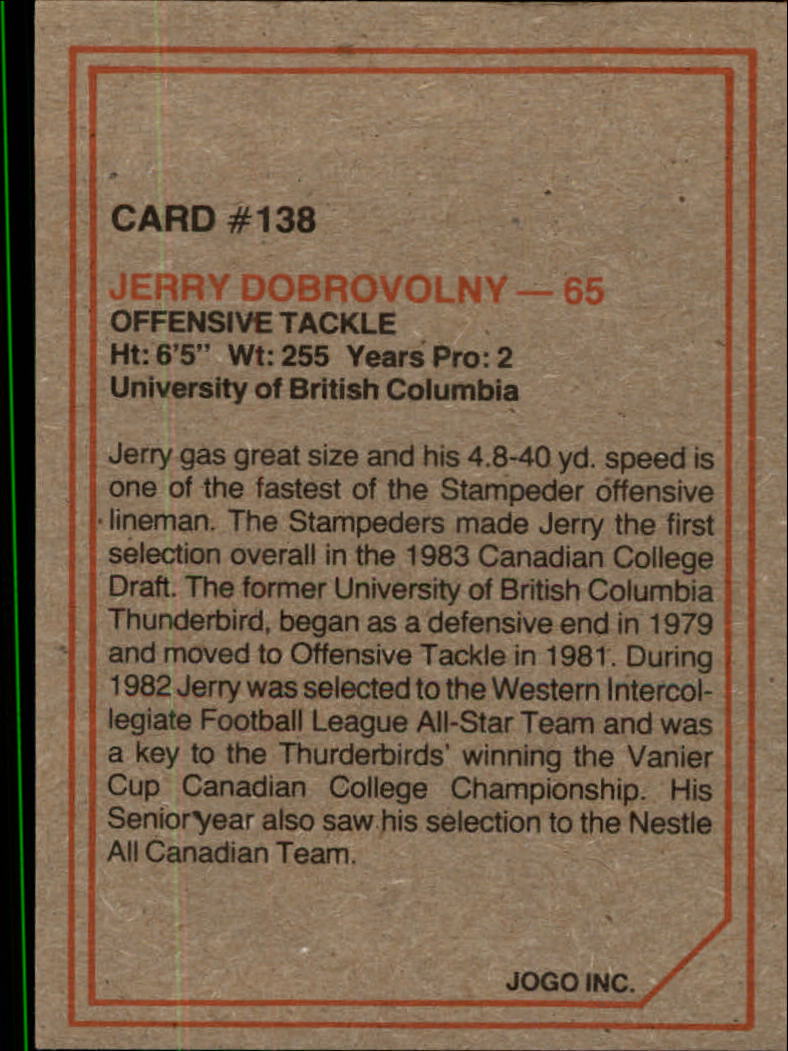 CARD #138
JERRY DOBROVOLNY — 65
OFFENSIVE TACKLE
Ht: 6'5" Wt: 255 Years Pro: 2
University of British Columbia
Jerry gas great size and his 4.8-40 yd. speed is
one of the fastest of the Stampeder offensive
lineman. The Stampeders made Jerry the first
selection overall in the 1983 Canadian College
Draft. The former University of British Columbia
Thunderbird, began as a defensive end in 1979
and moved to Offensive Tackle in 1981. During
1982 Jerry was selected to the Western Intercol-
legiate Football League All-Star Team and was
a key to the Thurderbirds' winning the Vanier
Cup Canadian College Championship. His
Senior year also saw his selection to the Nestle
All Canadian Team.
JOGO INC.